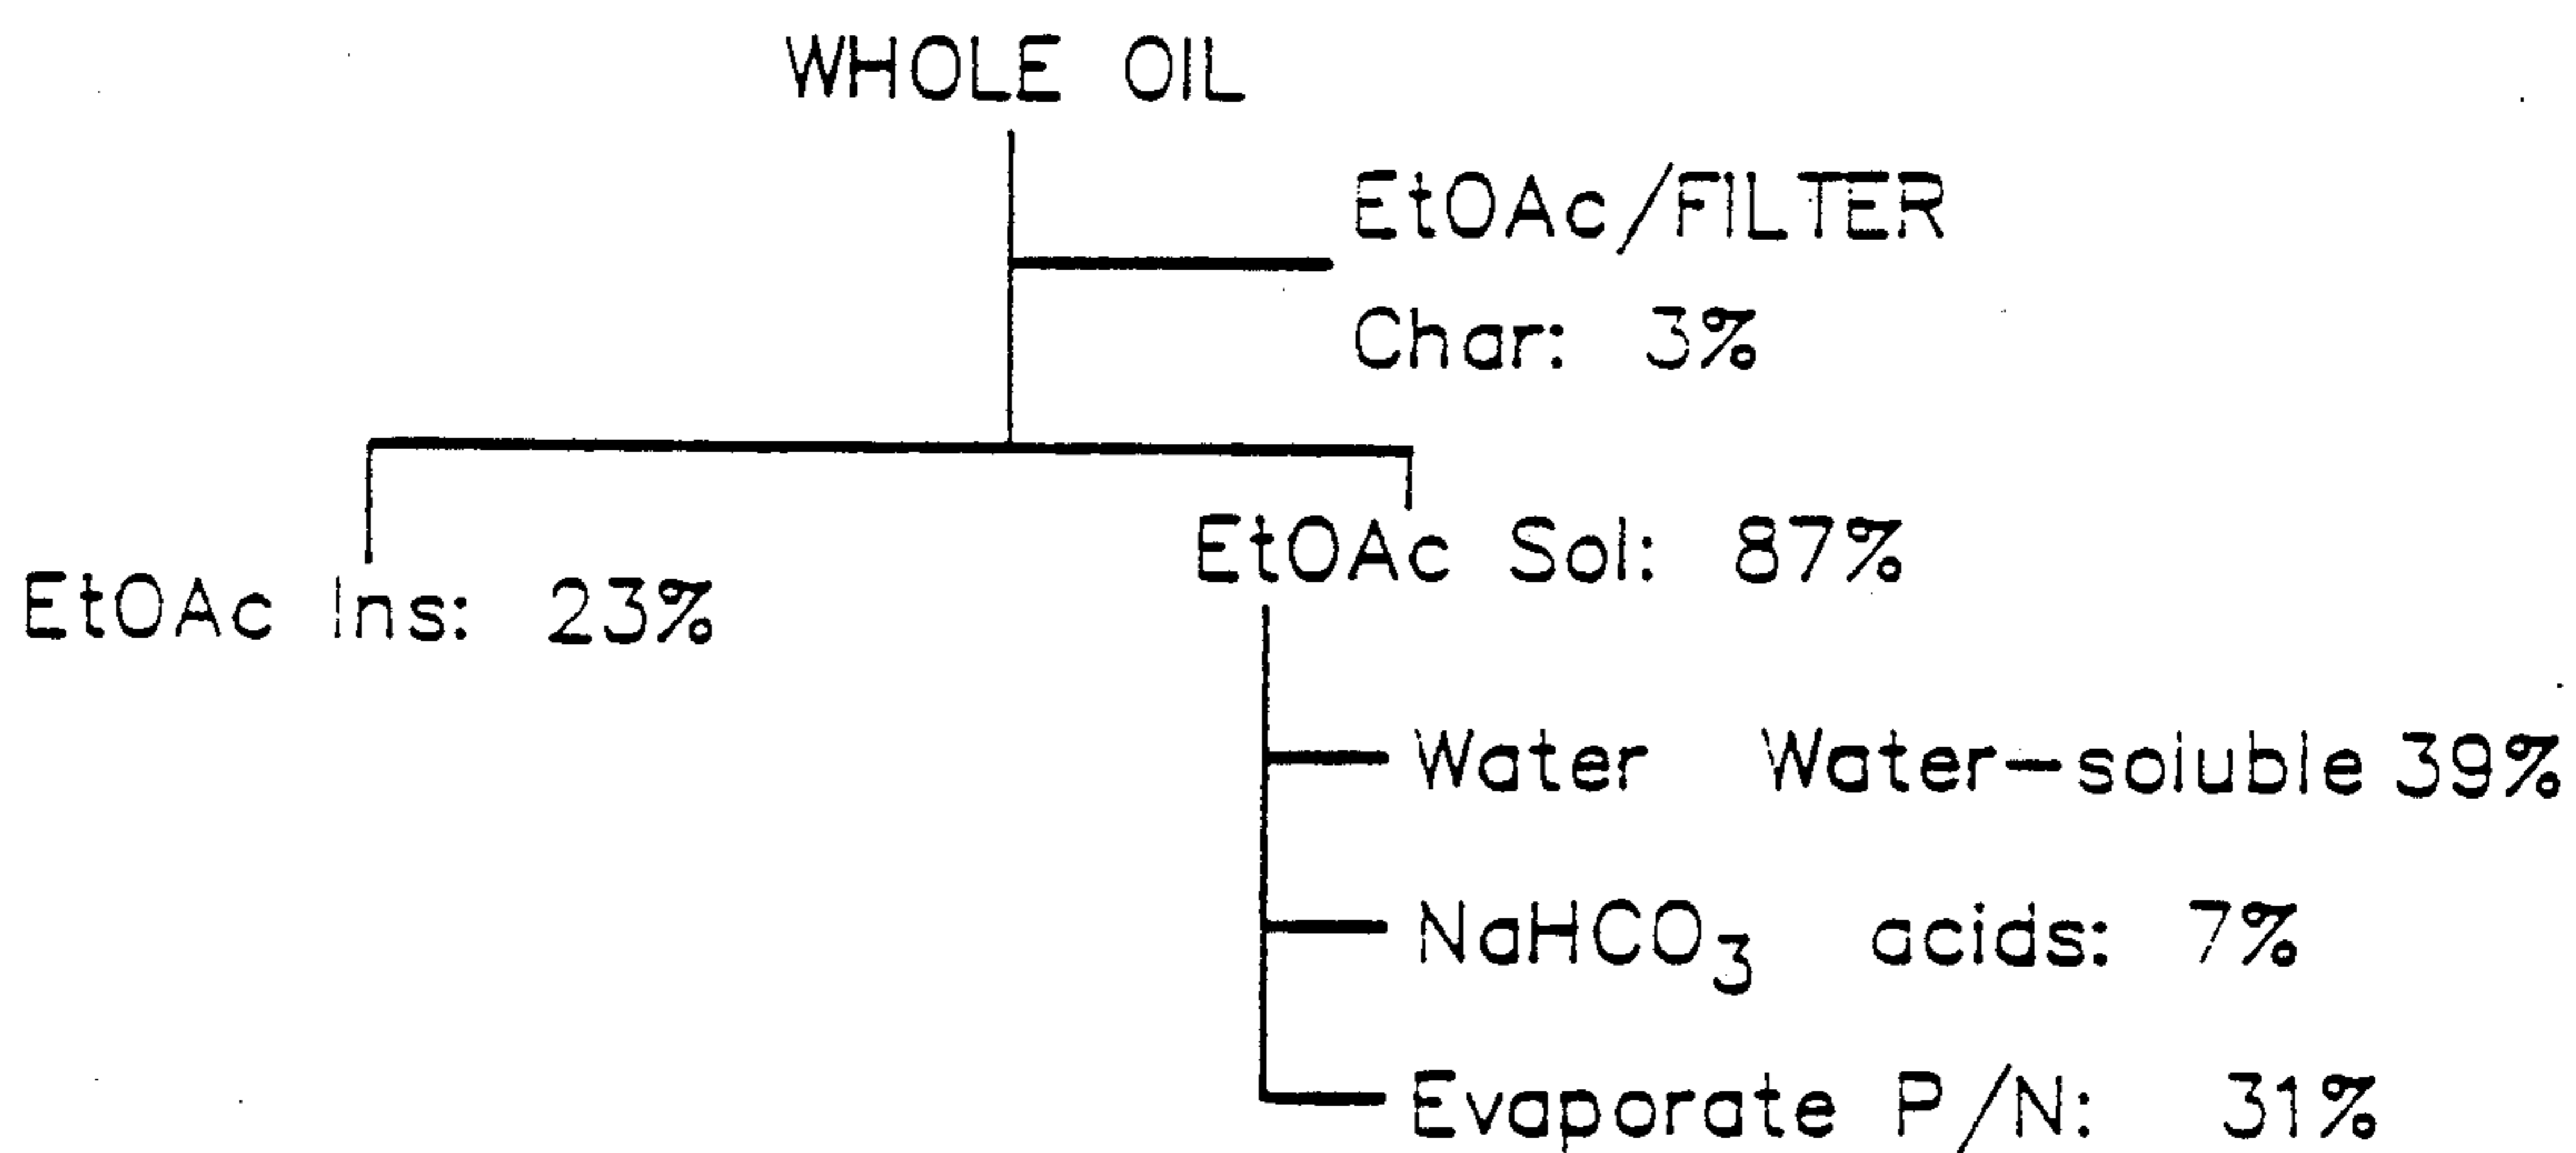 WHOLE OIL
EtOAc/FILTER
Char: 3%
EtOAc Sol: 87%
EtOAc Ins: 23%
Water Water-soluble 39%
NaHCO3 acids: 7%
Evaporate P/N: 31%